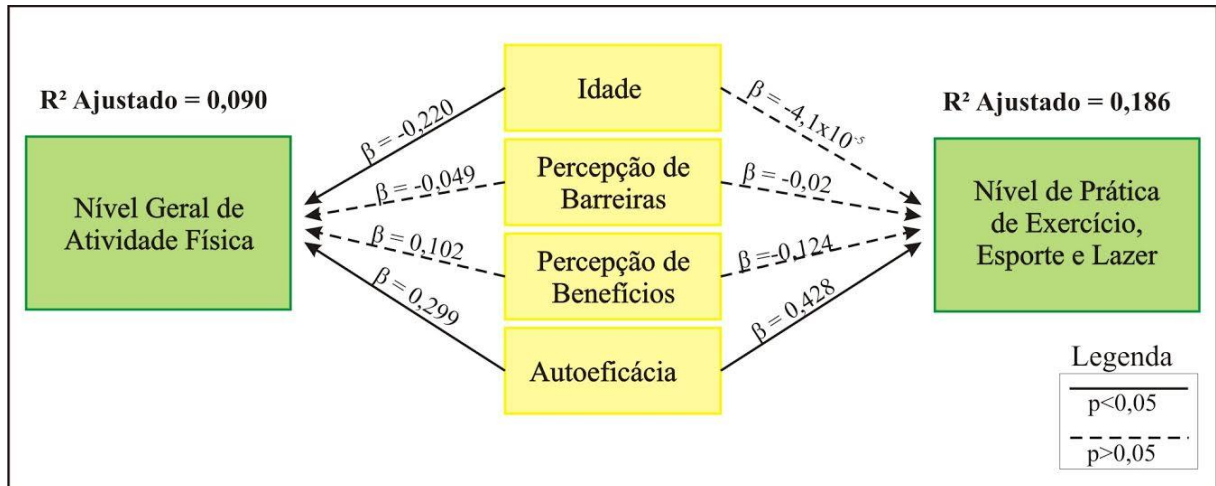 R² Ajustado = 0,090
Nível Geral de
Atividade Física
β = -0,220
β = -0,049
β = 0,102
β = 0,299
Idade
Percepção de
Barreiras
Percepção de
Benefícios
Autoeficácia
β = -4,1x10⁻⁵
β = -0,02
β =-0,124
β = 0,428
R² Ajustado = 0,186
Nível de Prática
de Exercício,
Esporte e Lazer
Legenda
p<0,05
p>0,05